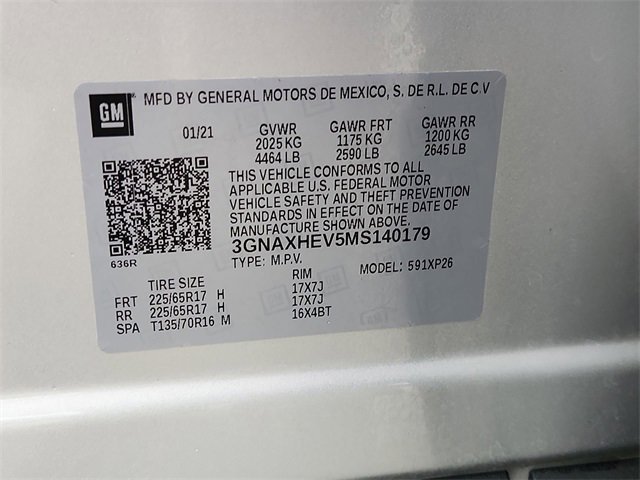 GM
MFD BY GENERAL MOTORS DE MEXICO, S. DE R.L. DE C.V
01/21 GVWR GAWR FRT GAWR RR
2025 KG 1175 KG 1200 KG
4464 LB 2590 LB 2645 LB
THIS VEHICLE CONFORMS TO ALL
APPLICABLE U.S. FEDERAL MOTOR
VEHICLE SAFETY AND THEFT PREVENTION
STANDARDS IN EFFECT ON THE DATE OF
MANUFACTURE SHOWN ABOVE.
3GNAXHEV5MS140179
636R
TYPE: M.P.V. MODEL: 591XP26
TIRE SIZE RIM
FRT 225/65R17 H 17X7J
RR 225/65R17 H 17X7J
SPA T135/70R16 M 16X4BT